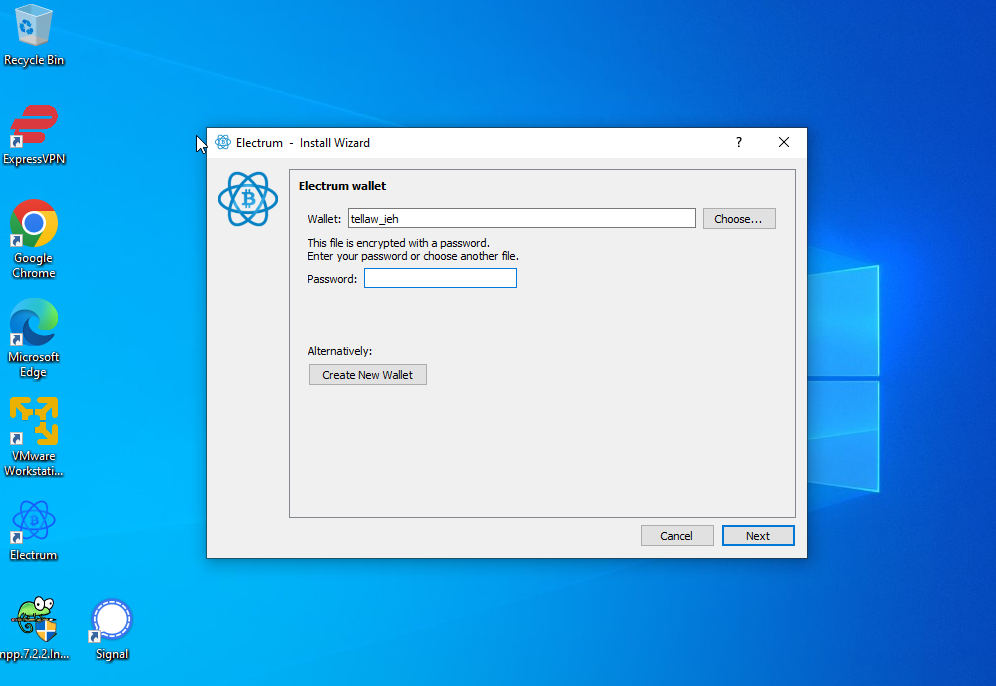 Recycle Bin
ExpressVPN
Google
Chrome
Microsoft
Edge
VMware
Workstati...
Electrum
npp.7.2.2.In...
Signal
Electrum - Install Wizard
?
Electrum wallet
Wallet: tellaw_ieh Choose...
This file is encrypted with a password.
Enter your password or choose another file.
Password:
Alternatively:
Create New Wallet
Cancel Next